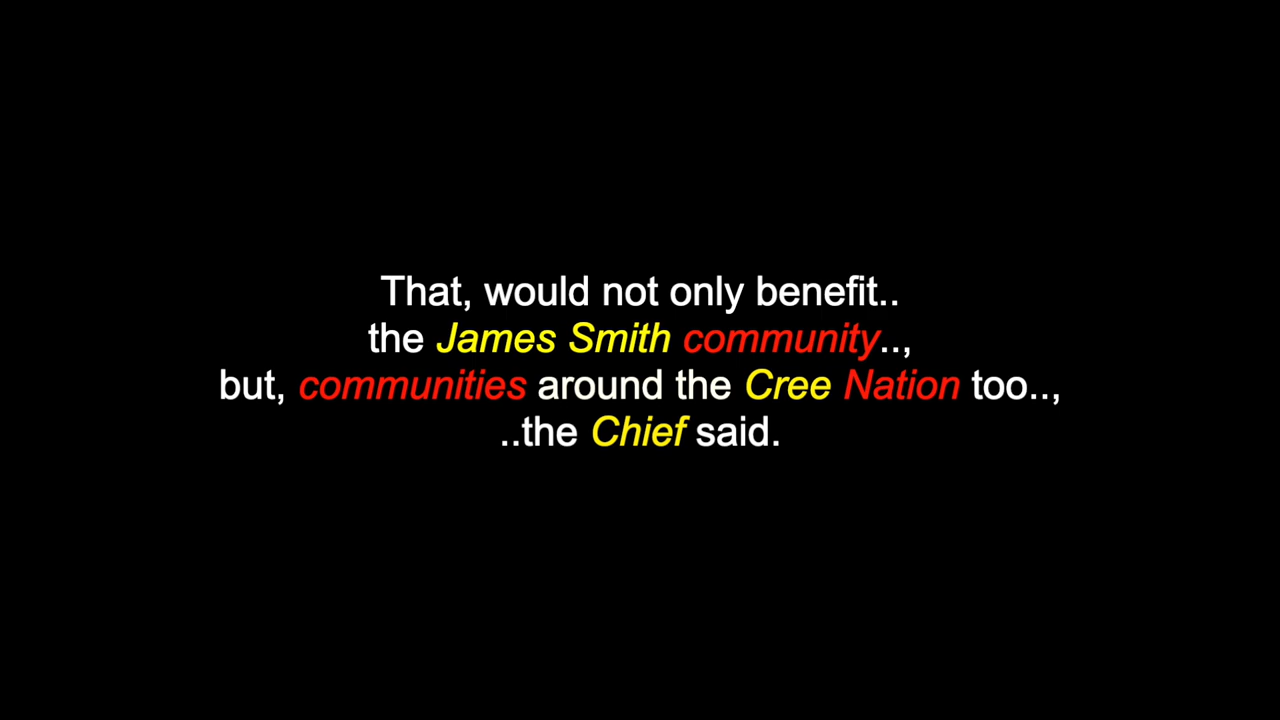 That, would not only benefit..
the James Smith community..,
but, communities around the Cree Nation too..,
..the Chief said.